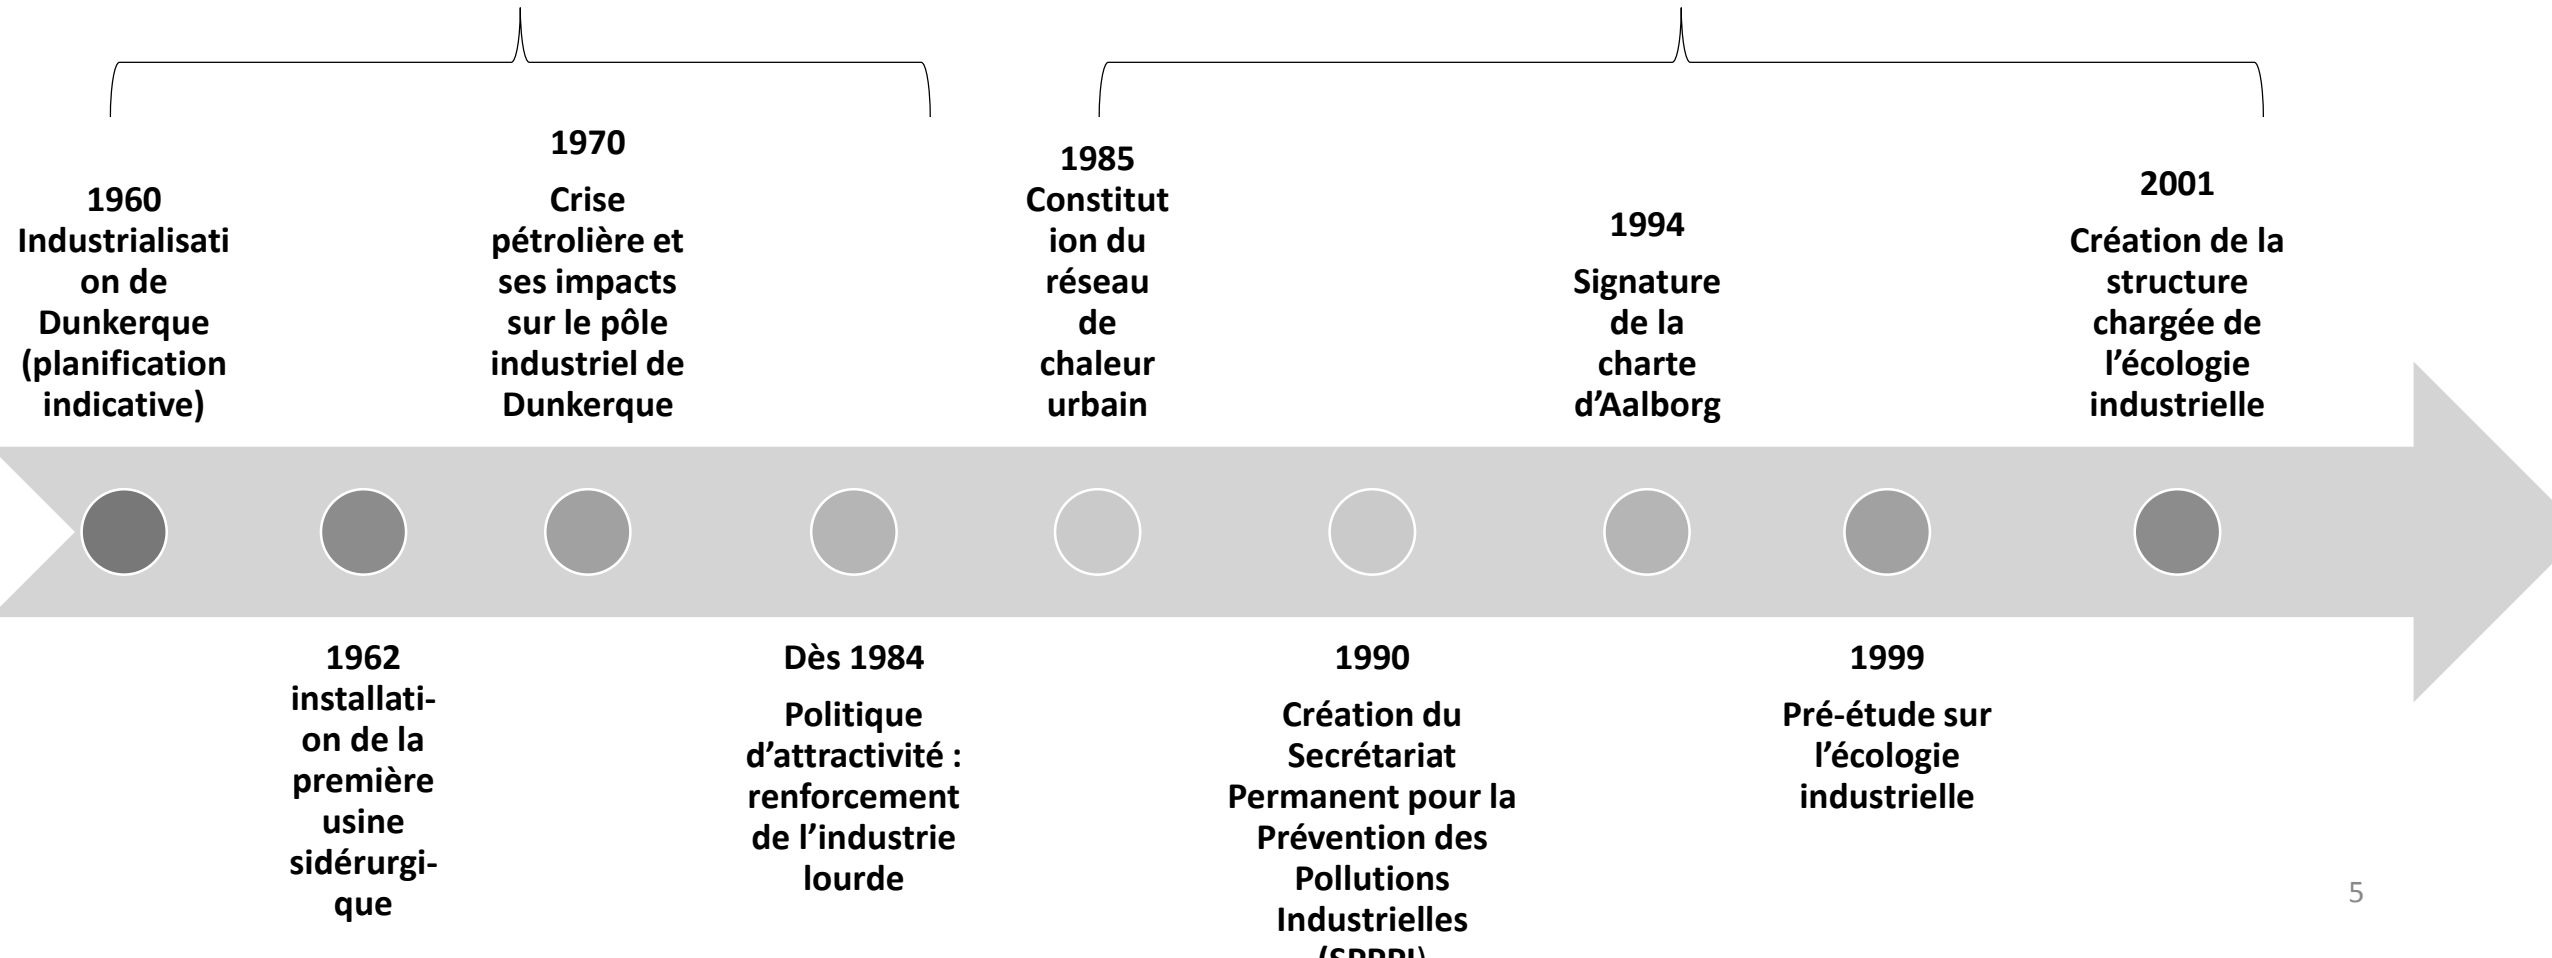 1960
Industrialisati
on de
Dunkerque
(planification
indicative)
1962
installati-
on de la
première
usine
sidérurgi-
que
1970
Crise
pétrolière et
ses impacts
sur le pôle
industriel de
Dunkerque
Dès 1984
Politique
d’attractivité :
renforcement
de l’industrie
lourde
1985
Constitut
ion du
réseau
de
chaleur
urbain
1990
Création du
Secrétariat
Permanent pour la
Prévention des
Pollutions
Industrielles
(SPPPI)
1994
Signature
de la
charte
d’Aalborg
1999
Pré-étude sur
l’écologie
industrielle
2001
Création de la
structure
chargée de
l’écologie
industrielle
5